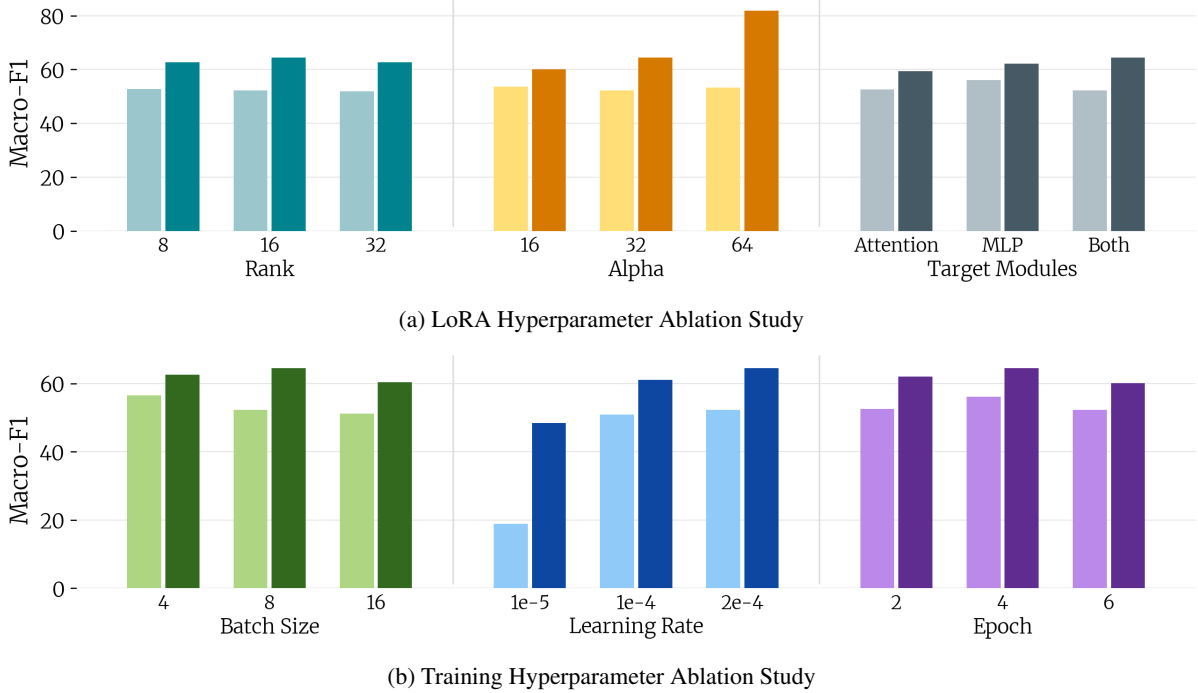 80
60
40
20
0
Macro-F1
8 16 32
Rank
16 32 64
Alpha
Attention MLP Both
Target Modules
(a) LoRA Hyperparameter Ablation Study
60
40
20
0
Macro-F1
4 8 16
Batch Size
1e-5 1e-4 2e-4
Learning Rate
2 4 6
Epoch
(b) Training Hyperparameter Ablation Study